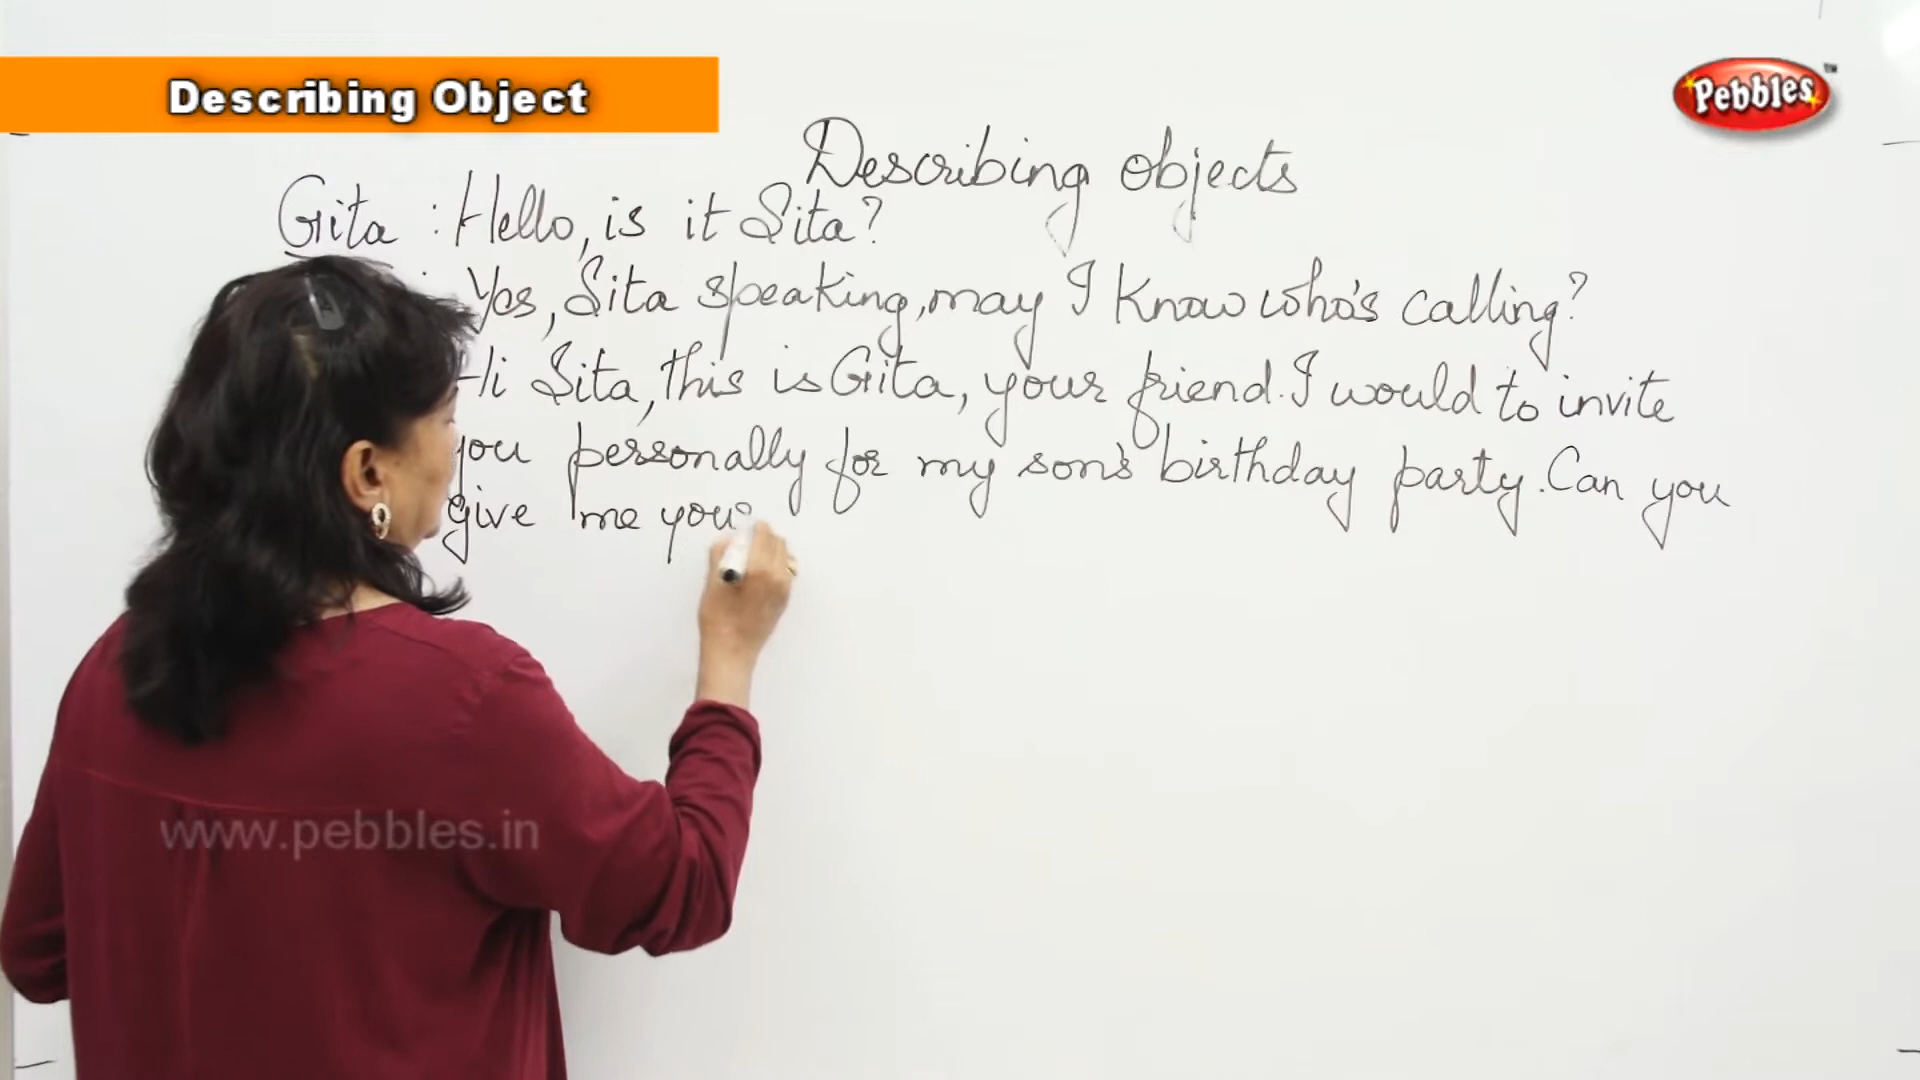 Describing Object
Pebbles™
Describing objects
Gita : Hello, is it Sita?
Yes, Sita speaking, may I know who's calling?
Hi Sita, this is Gita, your friend. I would to invite
you personally for my son's birthday party. Can you
give me your
www.pebbles.in